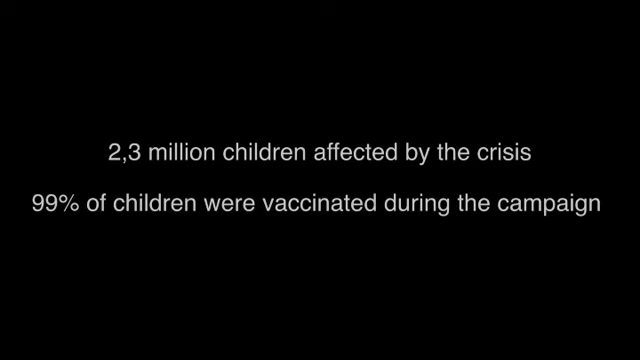 2,3 million children affected by the crisis
99% of children were vaccinated during the campaign